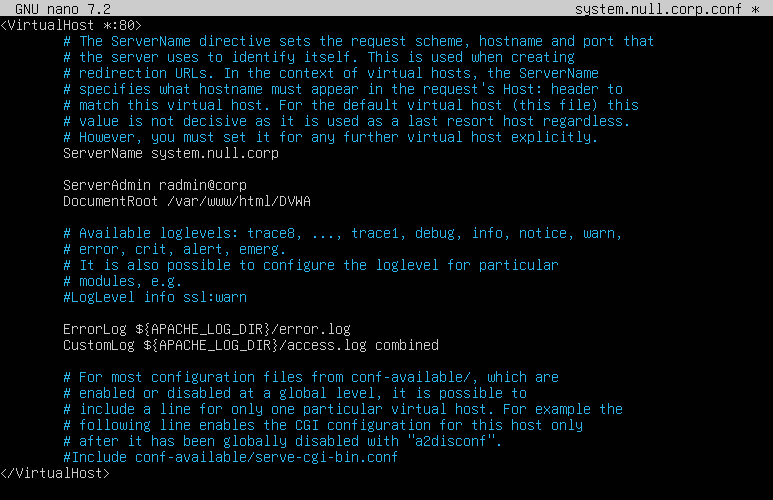 GNU nano 7.2 system.null.corp.conf *
<VirtualHost *:80>
# The ServerName directive sets the request scheme, hostname and port that
# the server uses to identify itself. This is used when creating
# redirection URLs. In the context of virtual hosts, the ServerName
# specifies what hostname must appear in the request's Host: header to
# match this virtual host. For the default virtual host (this file) this
# value is not decisive as it is used as a last resort host regardless.
# However, you must set it for any further virtual host explicitly.
ServerName system.null.corp
ServerAdmin radmin@corp
DocumentRoot /var/www/html/DVWA
# Available loglevels: trace8, ..., trace1, debug, info, notice, warn,
# error, crit, alert, emerg.
# It is also possible to configure the loglevel for particular
# modules, e.g.
#LogLevel info ssl:warn
ErrorLog ${APACHE_LOG_DIR}/error.log
CustomLog ${APACHE_LOG_DIR}/access.log combined
# For most configuration files from conf-available/, which are
# enabled or disabled at a global level, it is possible to
# include a line for only one particular virtual host. For example the
# following line enables the CGI configuration for this host only
# after it has been globally disabled with "a2disconf".
#Include conf-available/serve-cgi-bin.conf
</VirtualHost>